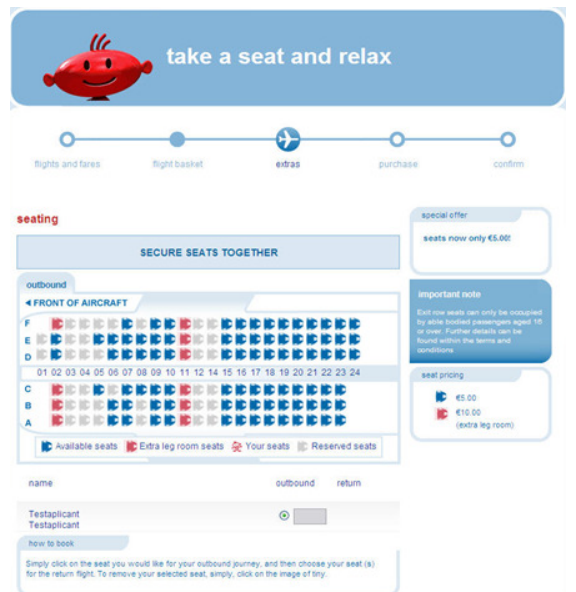 take a seat and relax
flights and fares flight basket extras purchase confirm
seating
SECURE SEATS TOGETHER
outbound
FRONT OF AIRCRAFT
F
E
D
01 02 03 04 05 06 07 08 09 10 11 12 14 15 16 17 18 19 20 21 22 23 24
C
B
A
Available seats Extra leg room seats Your seats Reserved seats
name outbound return
Testaplicant
Testaplicant
how to book
Simply click on the seat you would like for your outbound journey, and then choose your seat (s)
for the return flight. To remove your selected seat, simply, click on the image of tiny.
special offer
seats now only €5.00!
important note
Exit row seats can only be occupied
by able bodied passengers aged 16
or over. Further details can be
found within the terms and
conditions
seat pricing
€5.00
€10.00
(extra leg room)